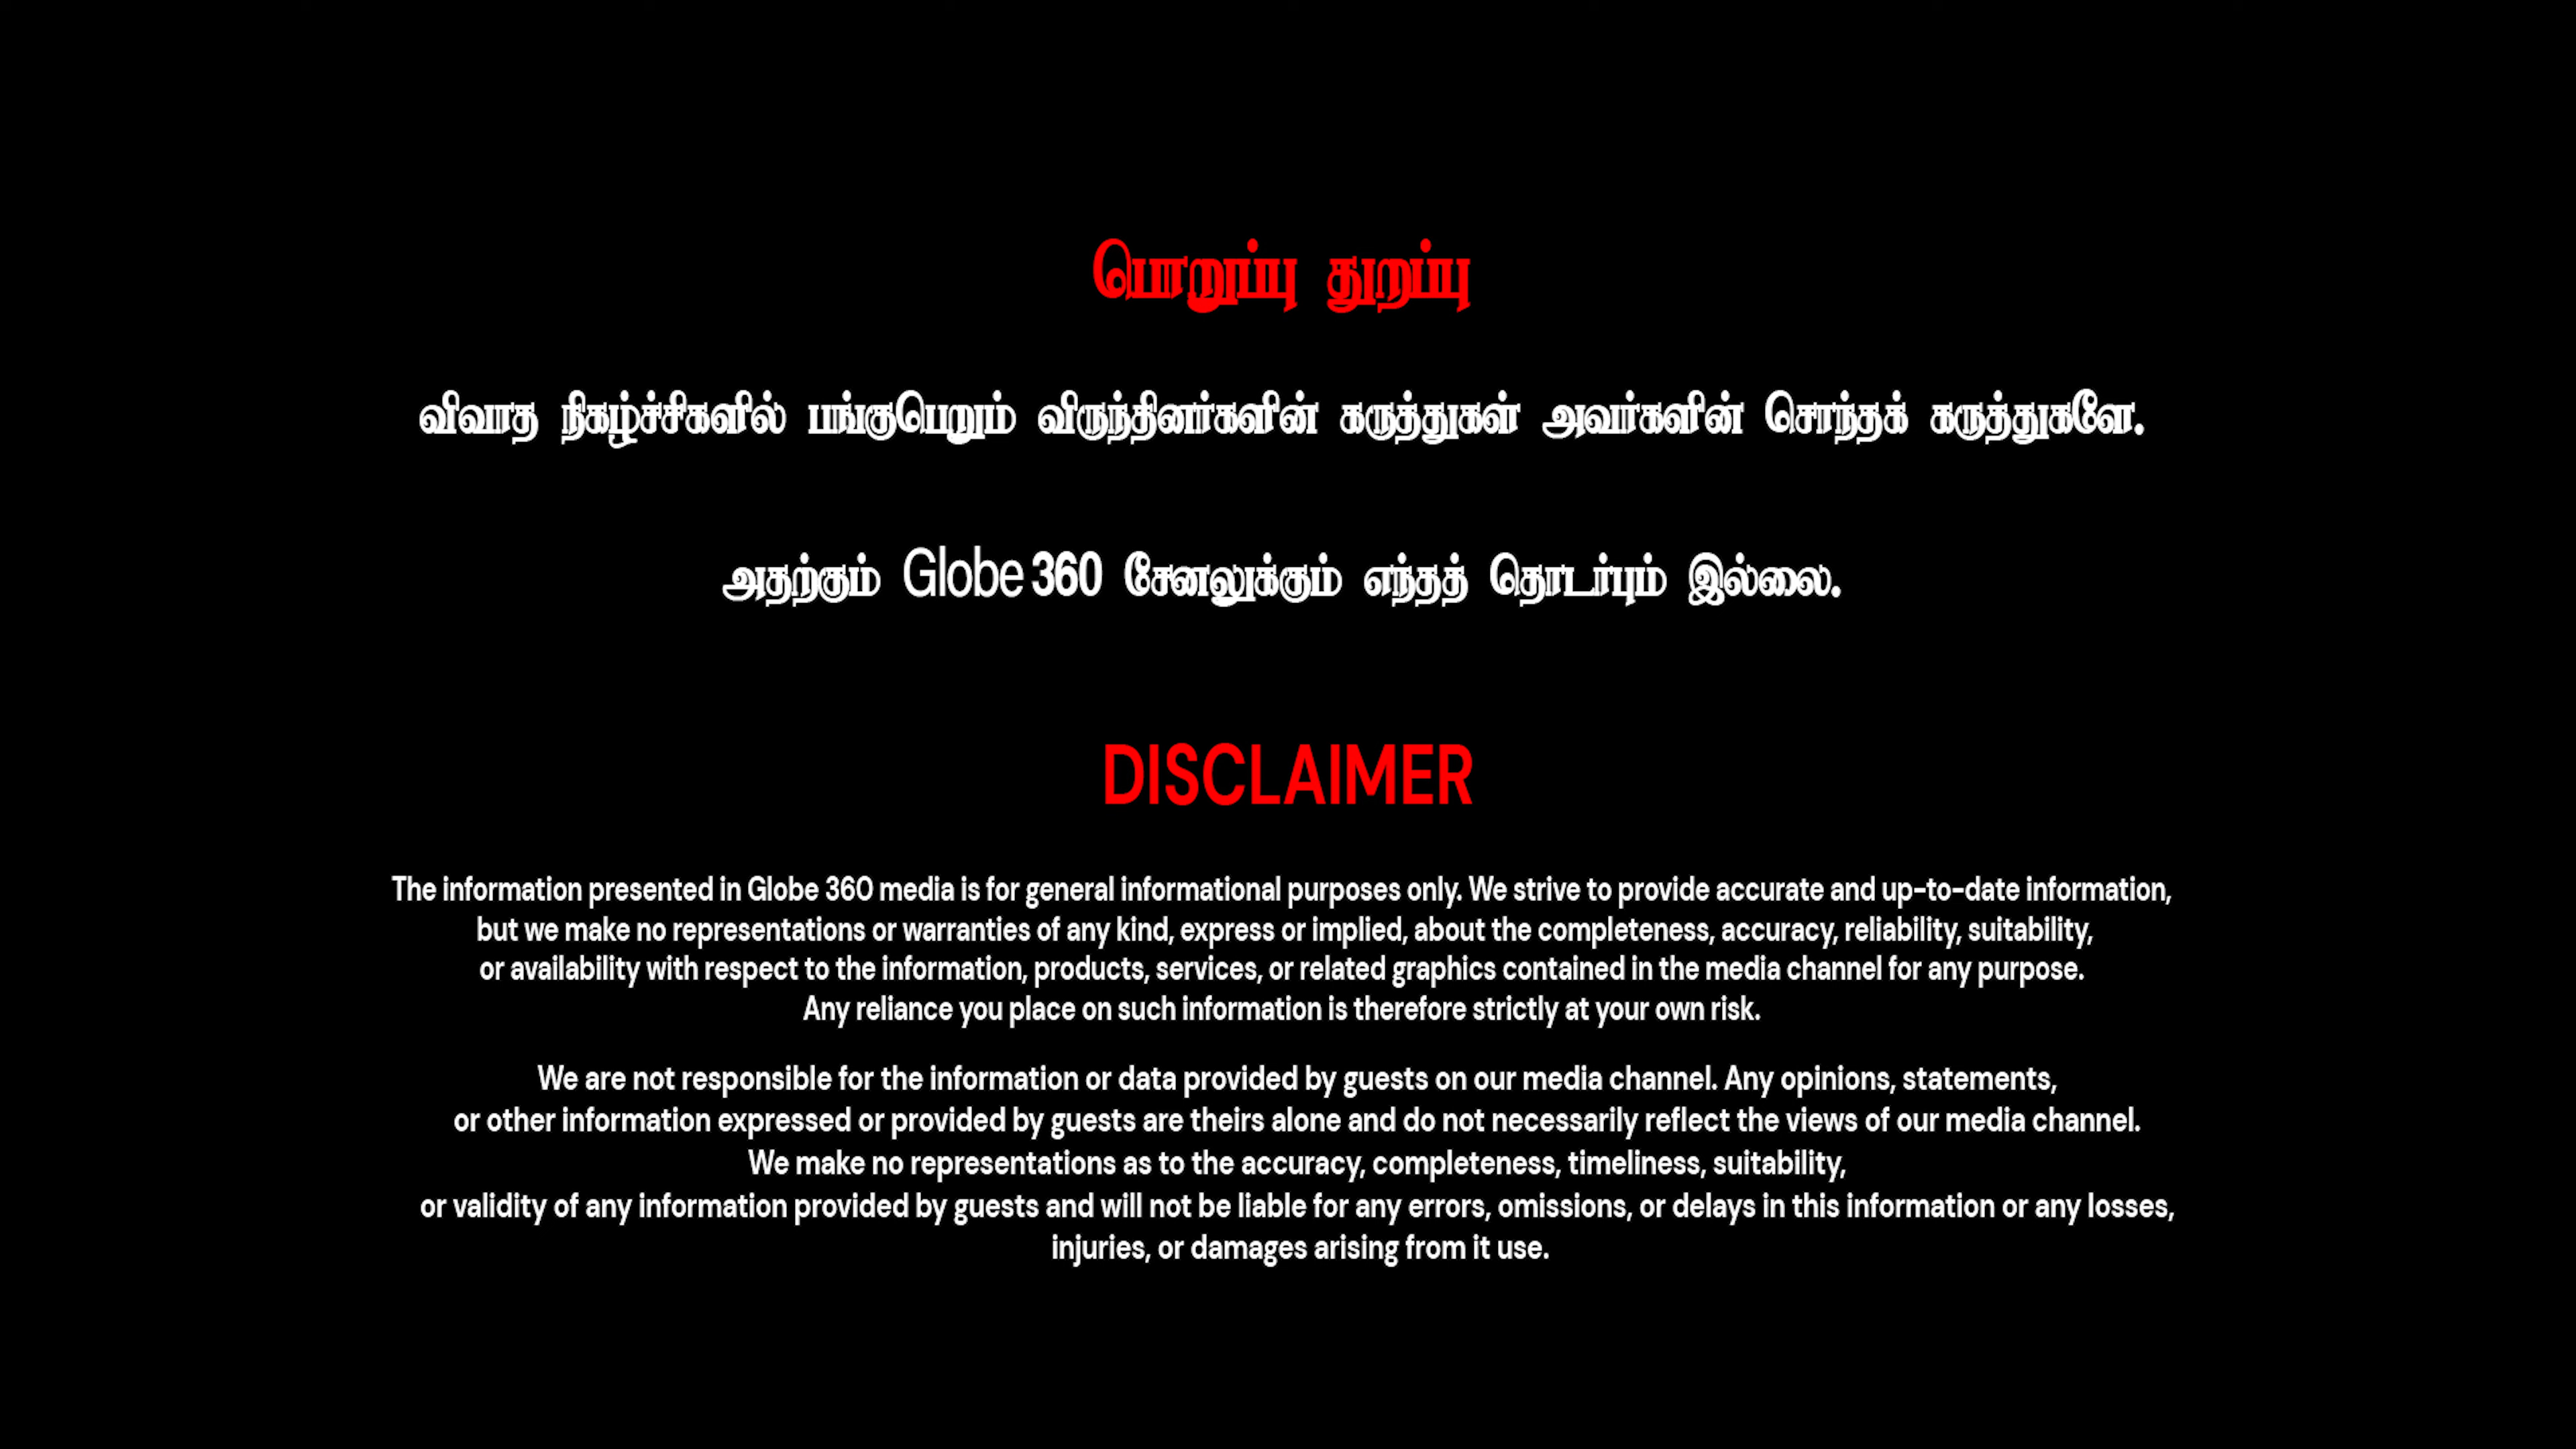 பொறுப்பு துறப்பு
விவாத நிகழ்ச்சிகளில் பங்குபெறும் விருந்தினர்களின் கருத்துகள் அவர்களின் சொந்தக் கருத்துகளே.
அதற்கும் Globe 360 சேனலுக்கும் எந்தத் தொடர்பும் இல்லை.
DISCLAIMER
The information presented in Globe 360 media is for general informational purposes only. We strive to provide accurate and up-to-date information,
but we make no representations or warranties of any kind, express or implied, about the completeness, accuracy, reliability, suitability,
or availability with respect to the information, products, services, or related graphics contained in the media channel for any purpose.
Any reliance you place on such information is therefore strictly at your own risk.
We are not responsible for the information or data provided by guests on our media channel. Any opinions, statements,
or other information expressed or provided by guests are theirs alone and do not necessarily reflect the views of our media channel.
We make no representations as to the accuracy, completeness, timeliness, suitability,
or validity of any information provided by guests and will not be liable for any errors, omissions, or delays in this information or any losses,
injuries, or damages arising from it use.